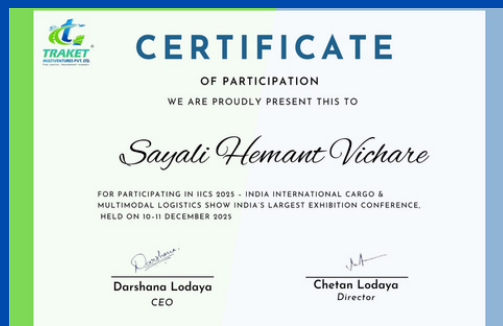 TRAKET
MULTIVENTURES PVT. LTD.
CERTIFICATE
OF PARTICIPATION
WE ARE PROUDLY PRESENT THIS TO
Sayali Hemant Vichare
FOR PARTICIPATING IN IICS 2025 - INDIA INTERNATIONAL CARGO &
MULTIMODAL LOGISTICS SHOW INDIA'S LARGEST EXHIBITION CONFERENCE,
HELD ON 10-11 DECEMBER 2025
Darshana
Darshana Lodaya
CEO
Chetan Lodaya
Director